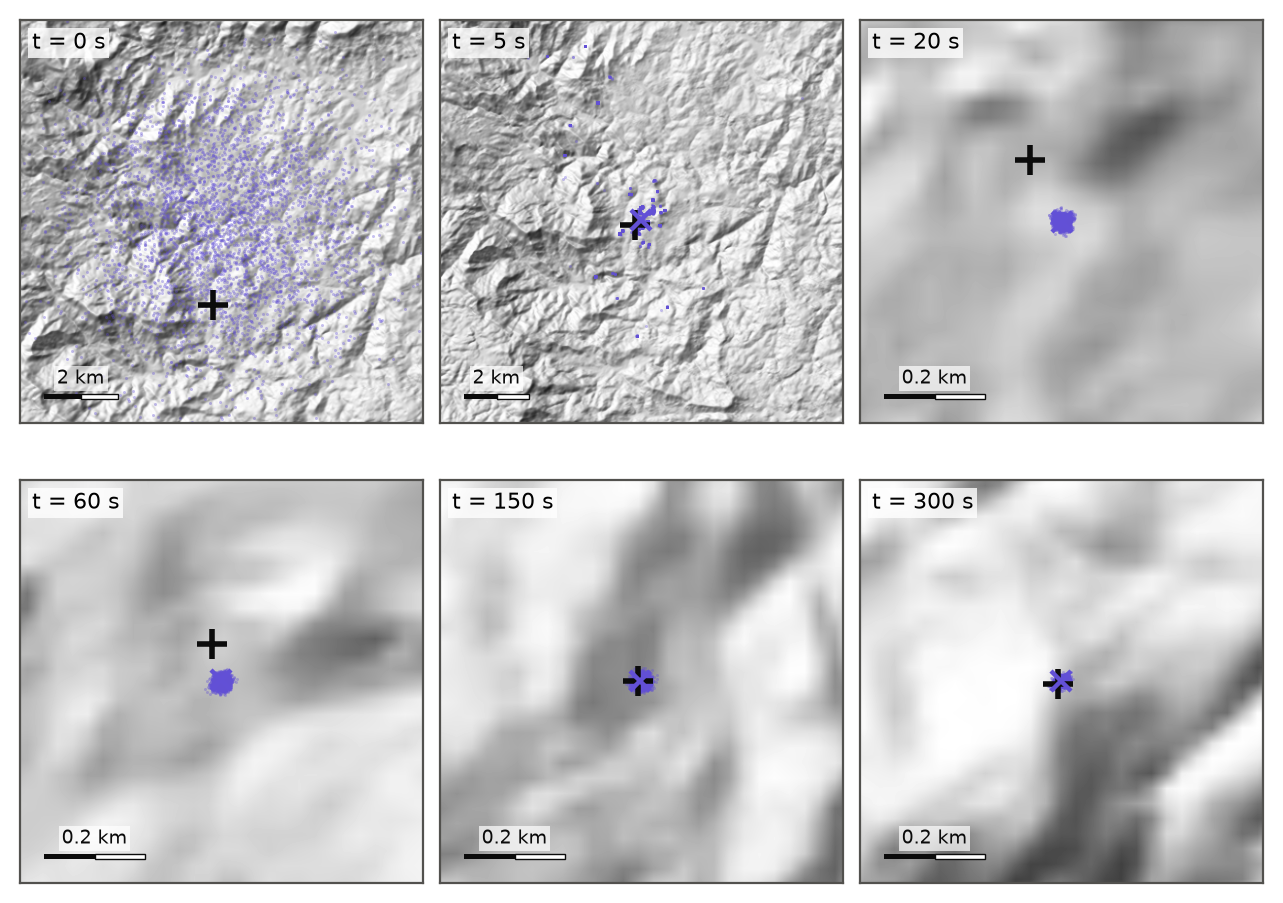 t = 0 s
t = 5 s
t = 20 s
2 km
2 km
0.2 km
t = 60 s
t = 150 s
t = 300 s
0.2 km
0.2 km
0.2 km